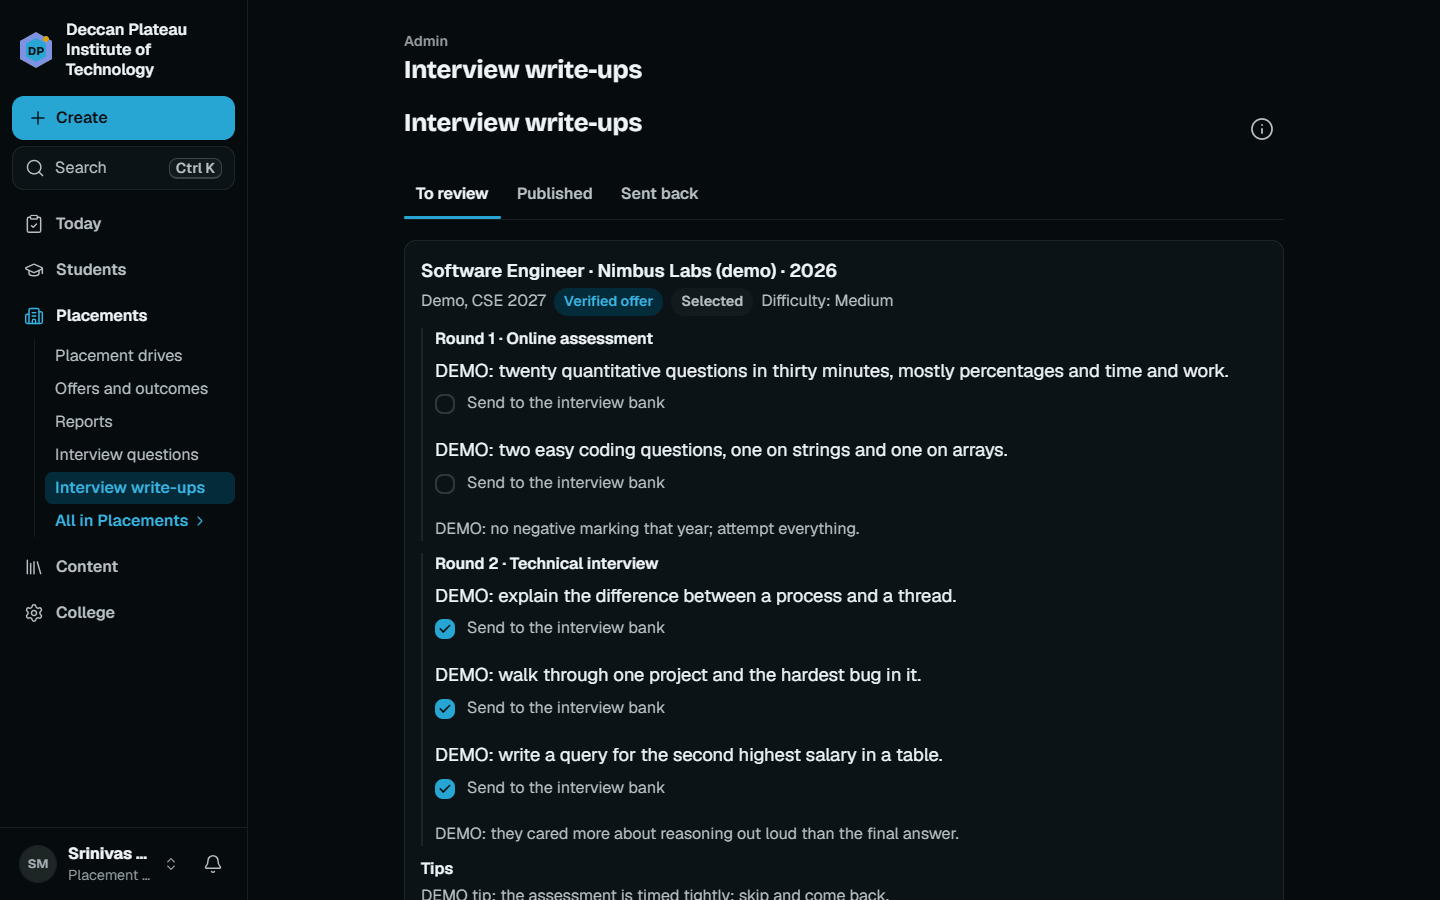 Deccan Plateau
Institute of
Technology
DP
Create
Search
Ctrl K
Today
Students
Placements
Placement drives
Offers and outcomes
Reports
Interview questions
Interview write-ups
All in Placements
Content
College
SM
Srinivas ...
Placement ...
Admin
Interview write-ups
Interview write-ups
To review
Published
Sent back
Software Engineer · Nimbus Labs (demo) · 2026
Demo, CSE 2027
Verified offer
Selected
Difficulty: Medium
Round 1 · Online assessment
DEMO: twenty quantitative questions in thirty minutes, mostly percentages and time and work.
Send to the interview bank
DEMO: two easy coding questions, one on strings and one on arrays.
Send to the interview bank
DEMO: no negative marking that year; attempt everything.
Round 2 · Technical interview
DEMO: explain the difference between a process and a thread.
Send to the interview bank
DEMO: walk through one project and the hardest bug in it.
Send to the interview bank
DEMO: write a query for the second highest salary in a table.
Send to the interview bank
DEMO: they cared more about reasoning out loud than the final answer.
Tips
DEMO tip: the assessment is timed tightly; skip and come back.